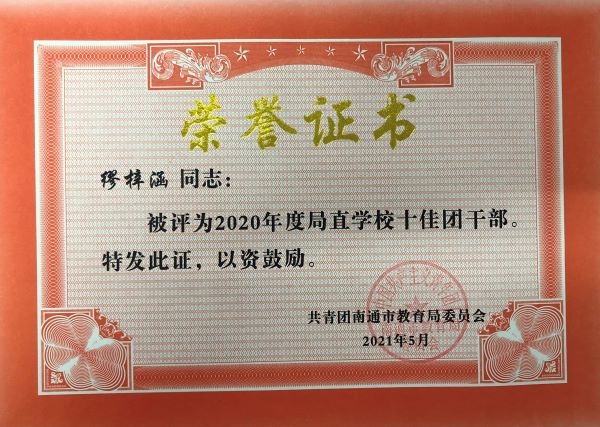 荣誉证书
缪梓涵 同志：
被评为2020年度局直学校十佳团干部。
特发此证，以资鼓励。
共青团南通市教育局委员会
2021年5月